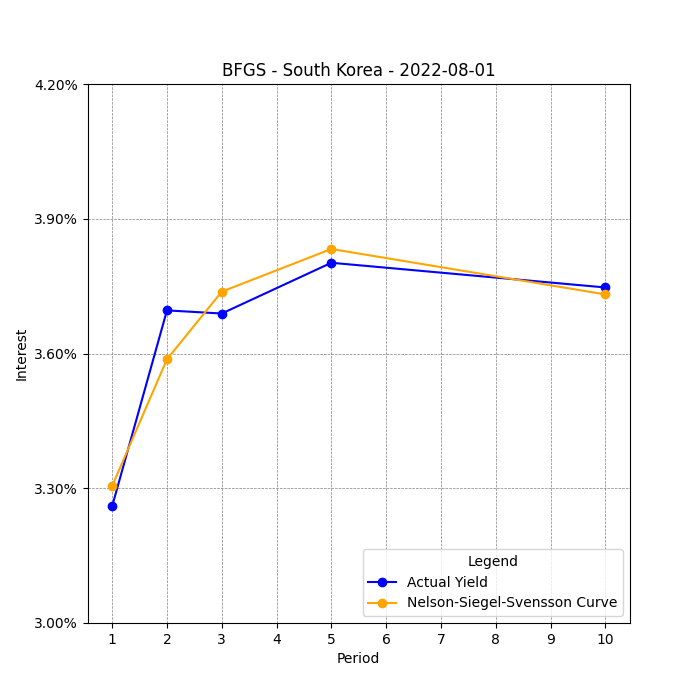 BFGS - South Korea - 2022-08-01
4.20%
3.90%
3.60%
3.30%
3.00%
Interest
1 2 3 4 5 6 7 8 9 10
Period
Legend
Actual Yield
Nelson-Siegel-Svensson Curve